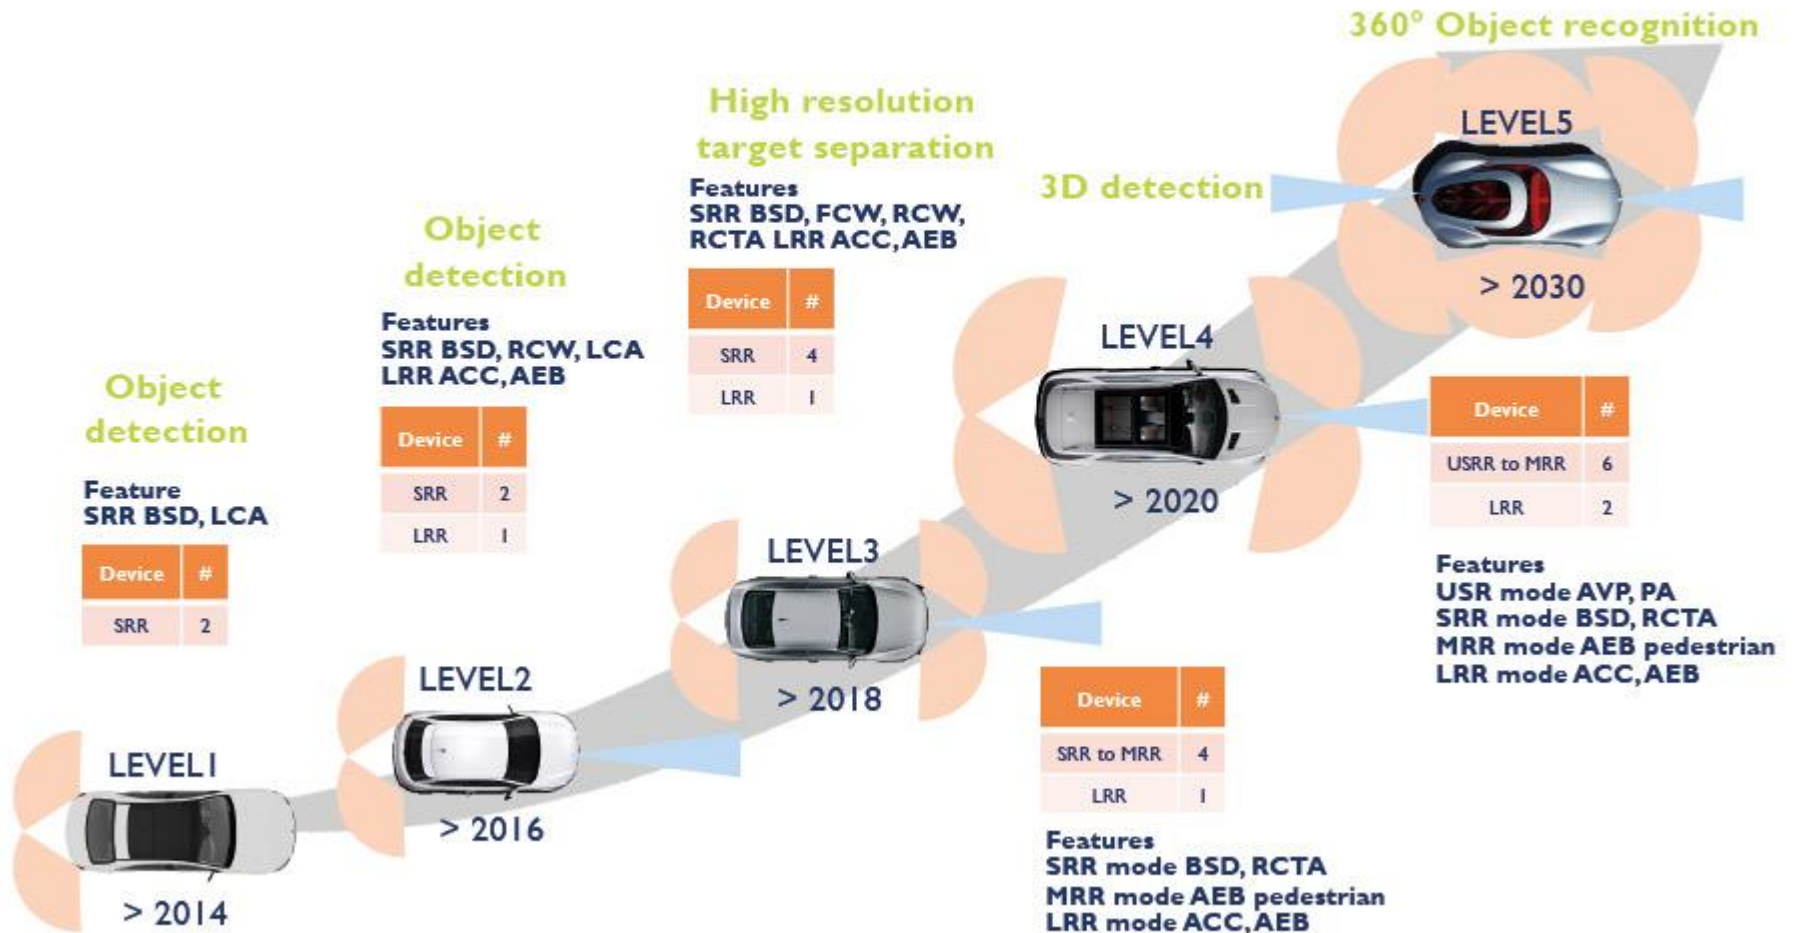 360° Object recognition
LEVEL5
> 2030
Device #
USRR to MRR 6
LRR 2
Features
USR mode AVP, PA
SRR mode BSD, RCTA
MRR mode AEB pedestrian
LRR mode ACC, AEB
3D detection
LEVEL4
> 2020
Device #
SRR to MRR 4
LRR 1
Features
SRR mode BSD, RCTA
MRR mode AEB pedestrian
LRR mode ACC, AEB
High resolution
target separation
Features
SRR BSD, FCW, RCW,
RCTA LRR ACC, AEB
Device #
SRR 4
LRR 1
LEVEL3
> 2018
Object
detection
Features
SRR BSD, RCW, LCA
LRR ACC, AEB
Device #
SRR 2
LRR 1
LEVEL2
> 2016
Object
detection
Feature
SRR BSD, LCA
Device #
SRR 2
LEVEL1
> 2014